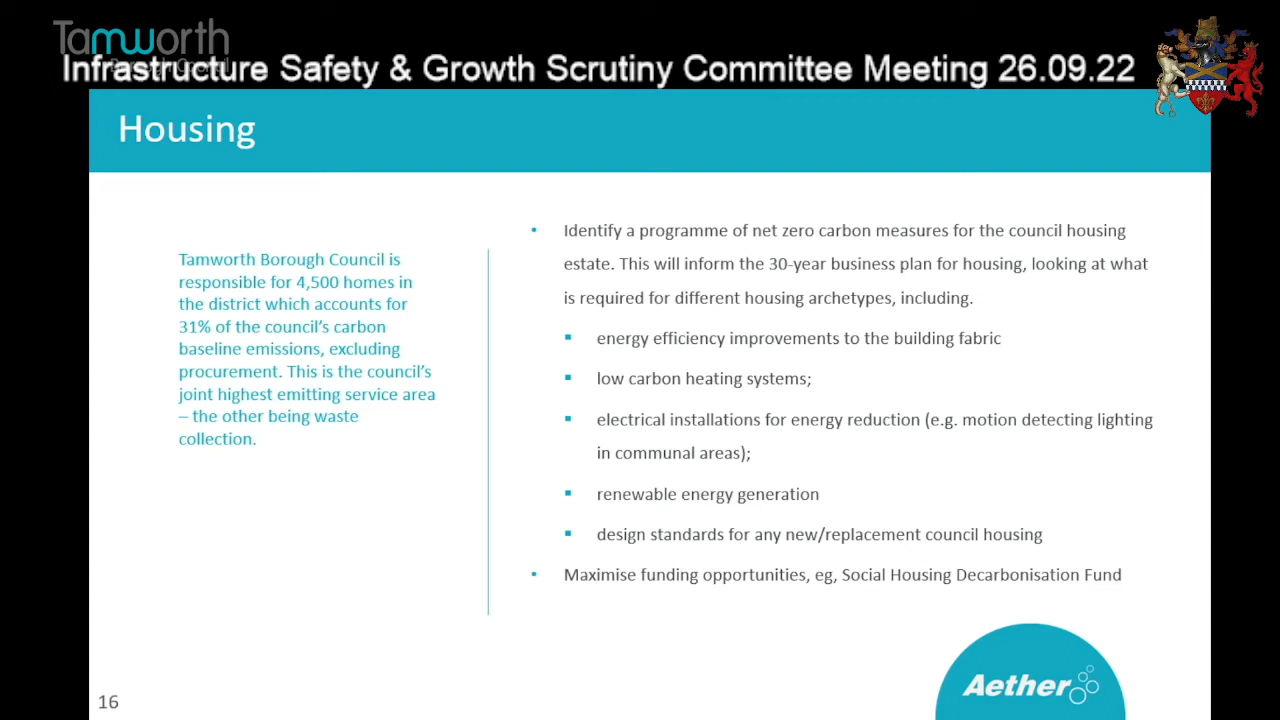 Tamworth
Borough Council
Infrastructure Safety & Growth Scrutiny Committee Meeting 26.09.22
Housing
Tamworth Borough Council is
responsible for 4,500 homes in
the district which accounts for
31% of the council's carbon
baseline emissions, excluding
procurement. This is the council's
joint highest emitting service area
– the other being waste
collection.
• Identify a programme of net zero carbon measures for the council housing
estate. This will inform the 30-year business plan for housing, looking at what
is required for different housing archetypes, including.
▪ energy efficiency improvements to the building fabric
▪ low carbon heating systems;
▪ electrical installations for energy reduction (e.g. motion detecting lighting
in communal areas);
▪ renewable energy generation
▪ design standards for any new/replacement council housing
• Maximise funding opportunities, eg, Social Housing Decarbonisation Fund
Aether
16